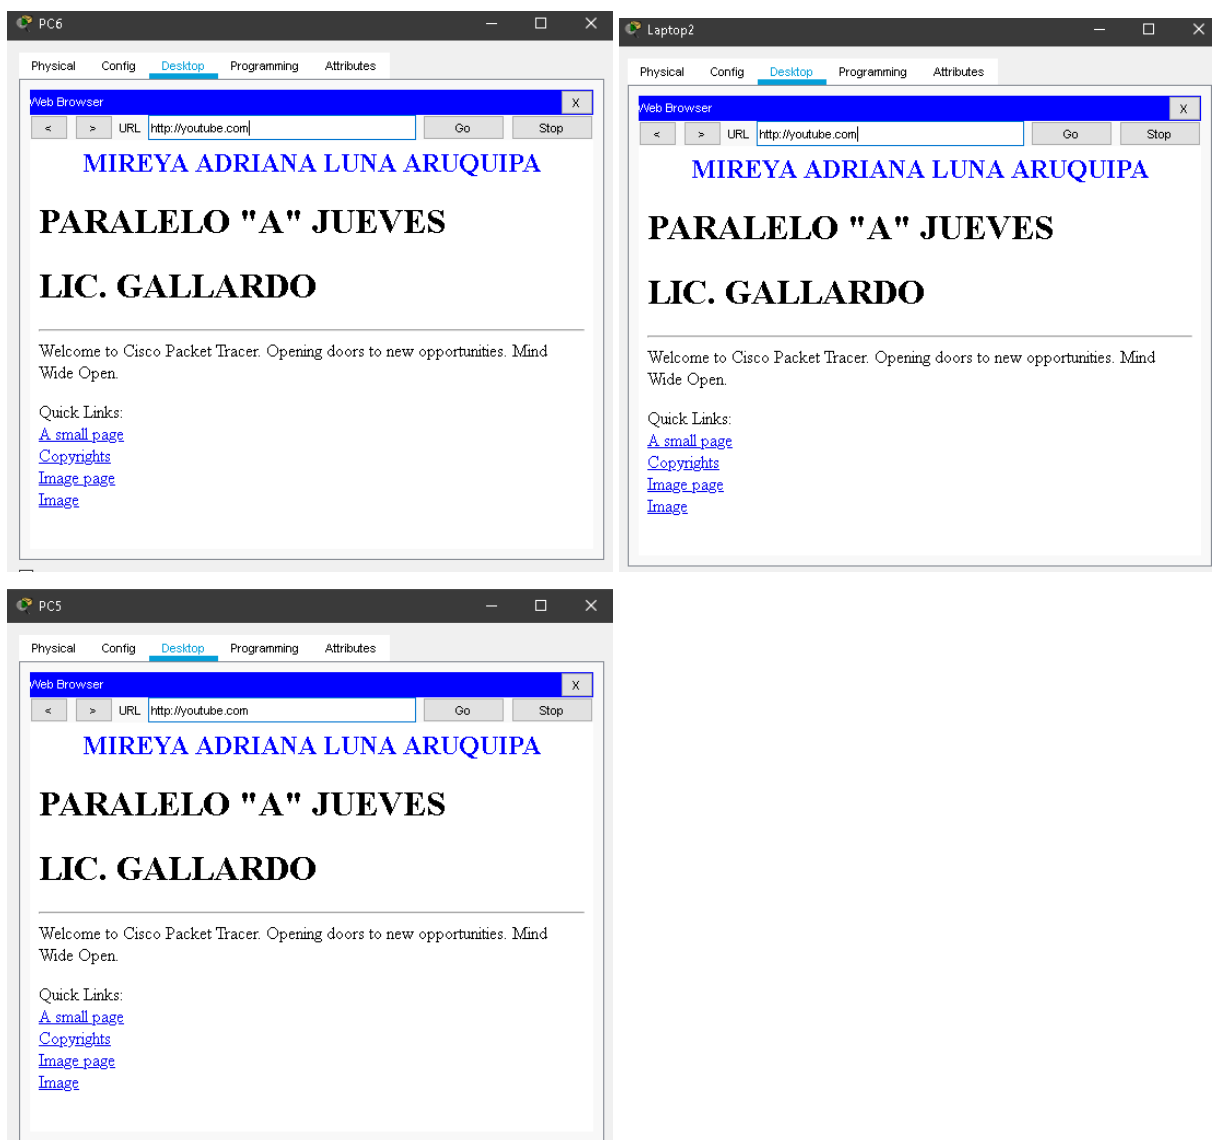 PC6
Physical Config Desktop Programming Attributes
Web Browser X
< > URL http://youtube.com Go Stop
MIREYA ADRIANA LUNA ARUQUIPA
PARALELO "A" JUEVES
LIC. GALLARDO
Welcome to Cisco Packet Tracer. Opening doors to new opportunities. Mind
Wide Open.
Quick Links:
A small page
Copyrights
Image page
Image
Laptop2
Physical Config Desktop Programming Attributes
Web Browser X
< > URL http://youtube.com Go Stop
MIREYA ADRIANA LUNA ARUQUIPA
PARALELO "A" JUEVES
LIC. GALLARDO
Welcome to Cisco Packet Tracer. Opening doors to new opportunities. Mind
Wide Open.
Quick Links:
A small page
Copyrights
Image page
Image
PC5
Physical Config Desktop Programming Attributes
Web Browser X
< > URL http://youtube.com Go Stop
MIREYA ADRIANA LUNA ARUQUIPA
PARALELO "A" JUEVES
LIC. GALLARDO
Welcome to Cisco Packet Tracer. Opening doors to new opportunities. Mind
Wide Open.
Quick Links:
A small page
Copyrights
Image page
Image